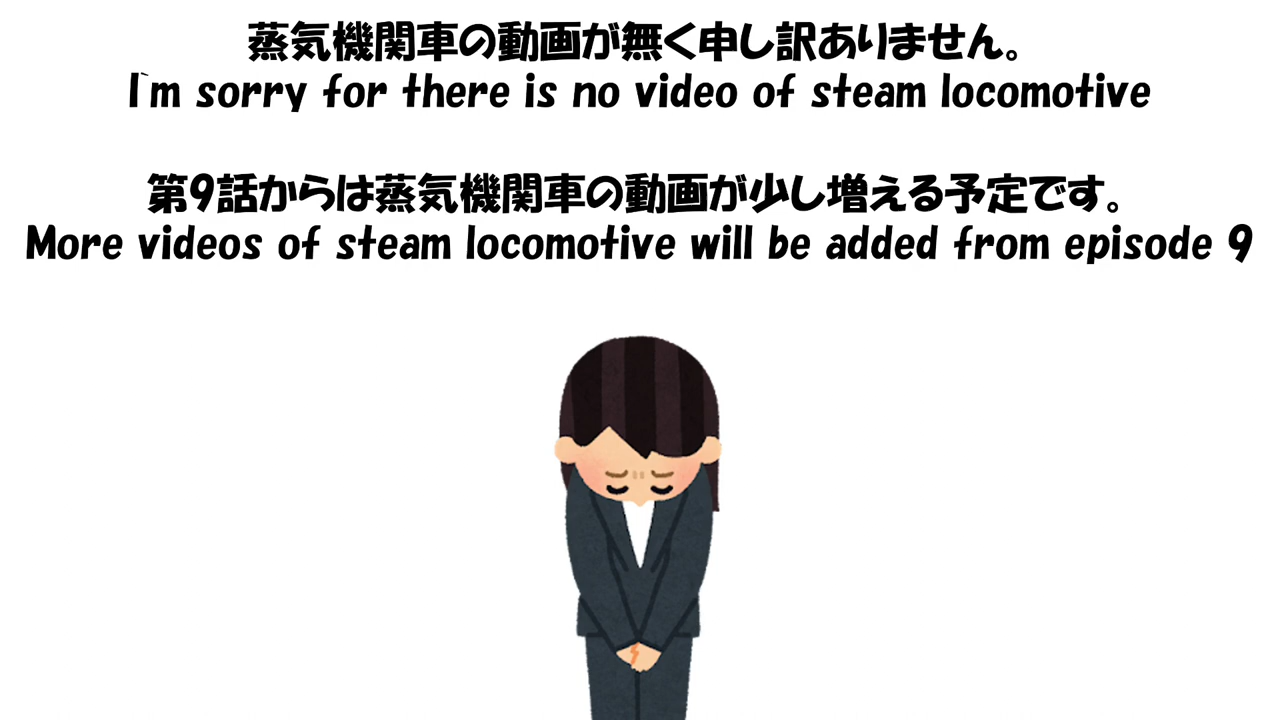 蒸気機関車の動画が無く申し訳ありません。
I`m sorry for there is no video of steam locomotive
第9話からは蒸気機関車の動画が少し増える予定です。
More videos of steam locomotive will be added from episode 9